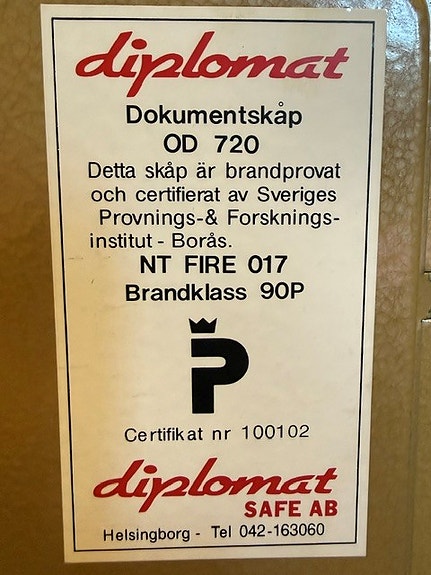 diplomat
Dokumentskåp
OD 720
Detta skåp är brandprovat
och certifierat av Sveriges
Provnings-& Forsknings-
institut - Borås.
NT FIRE 017
Brandklass 90P
P
Certifikat nr 100102
diplomat
SAFE AB
Helsingborg - Tel 042-163060